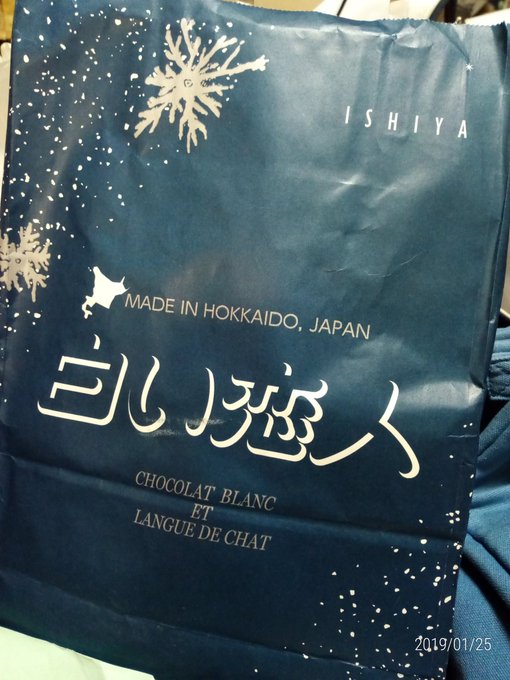 ISHIYA
MADE IN HOKKAIDO, JAPAN
白い恋人
CHOCOLAT BLANC
ET
LANGUE DE CHAT
2019/01/25